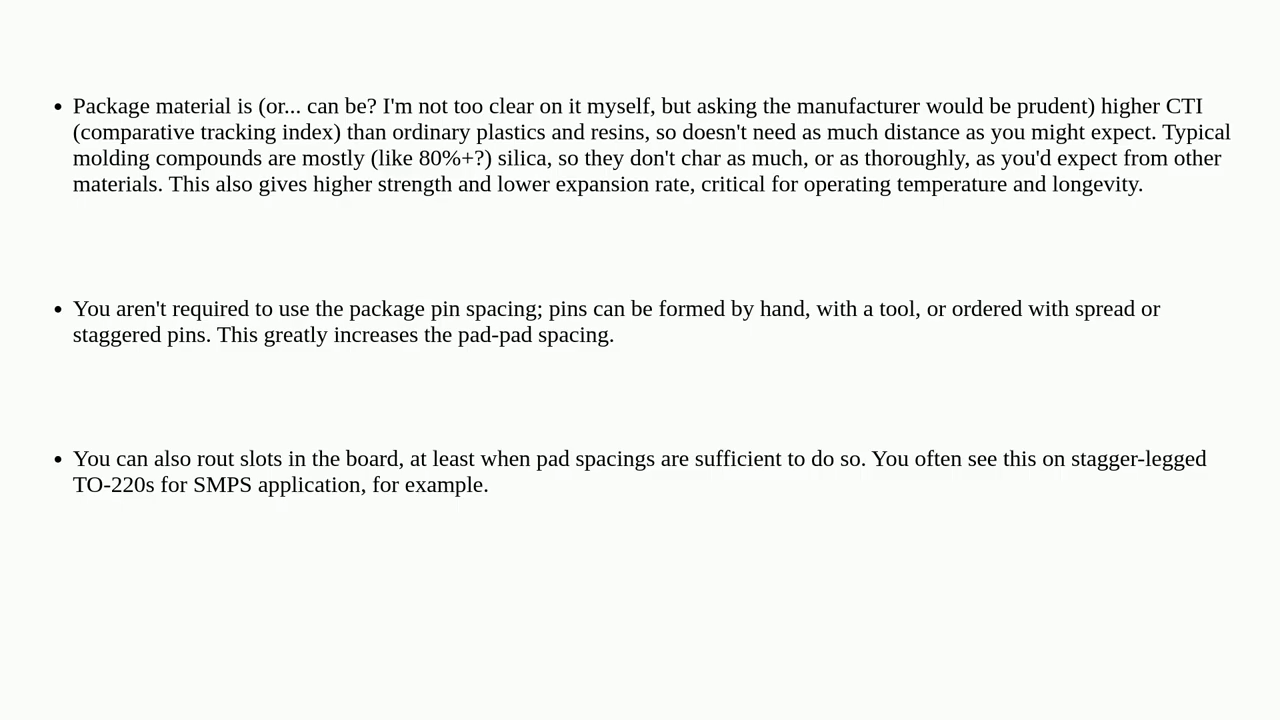 • Package material is (or... can be? I'm not too clear on it myself, but asking the manufacturer would be prudent) higher CTI
(comparative tracking index) than ordinary plastics and resins, so doesn't need as much distance as you might expect. Typical
molding compounds are mostly (like 80%+?) silica, so they don't char as much, or as thoroughly, as you'd expect from other
materials. This also gives higher strength and lower expansion rate, critical for operating temperature and longevity.
• You aren't required to use the package pin spacing; pins can be formed by hand, with a tool, or ordered with spread or
staggered pins. This greatly increases the pad-pad spacing.
• You can also rout slots in the board, at least when pad spacings are sufficient to do so. You often see this on stagger-legged
TO-220s for SMPS application, for example.